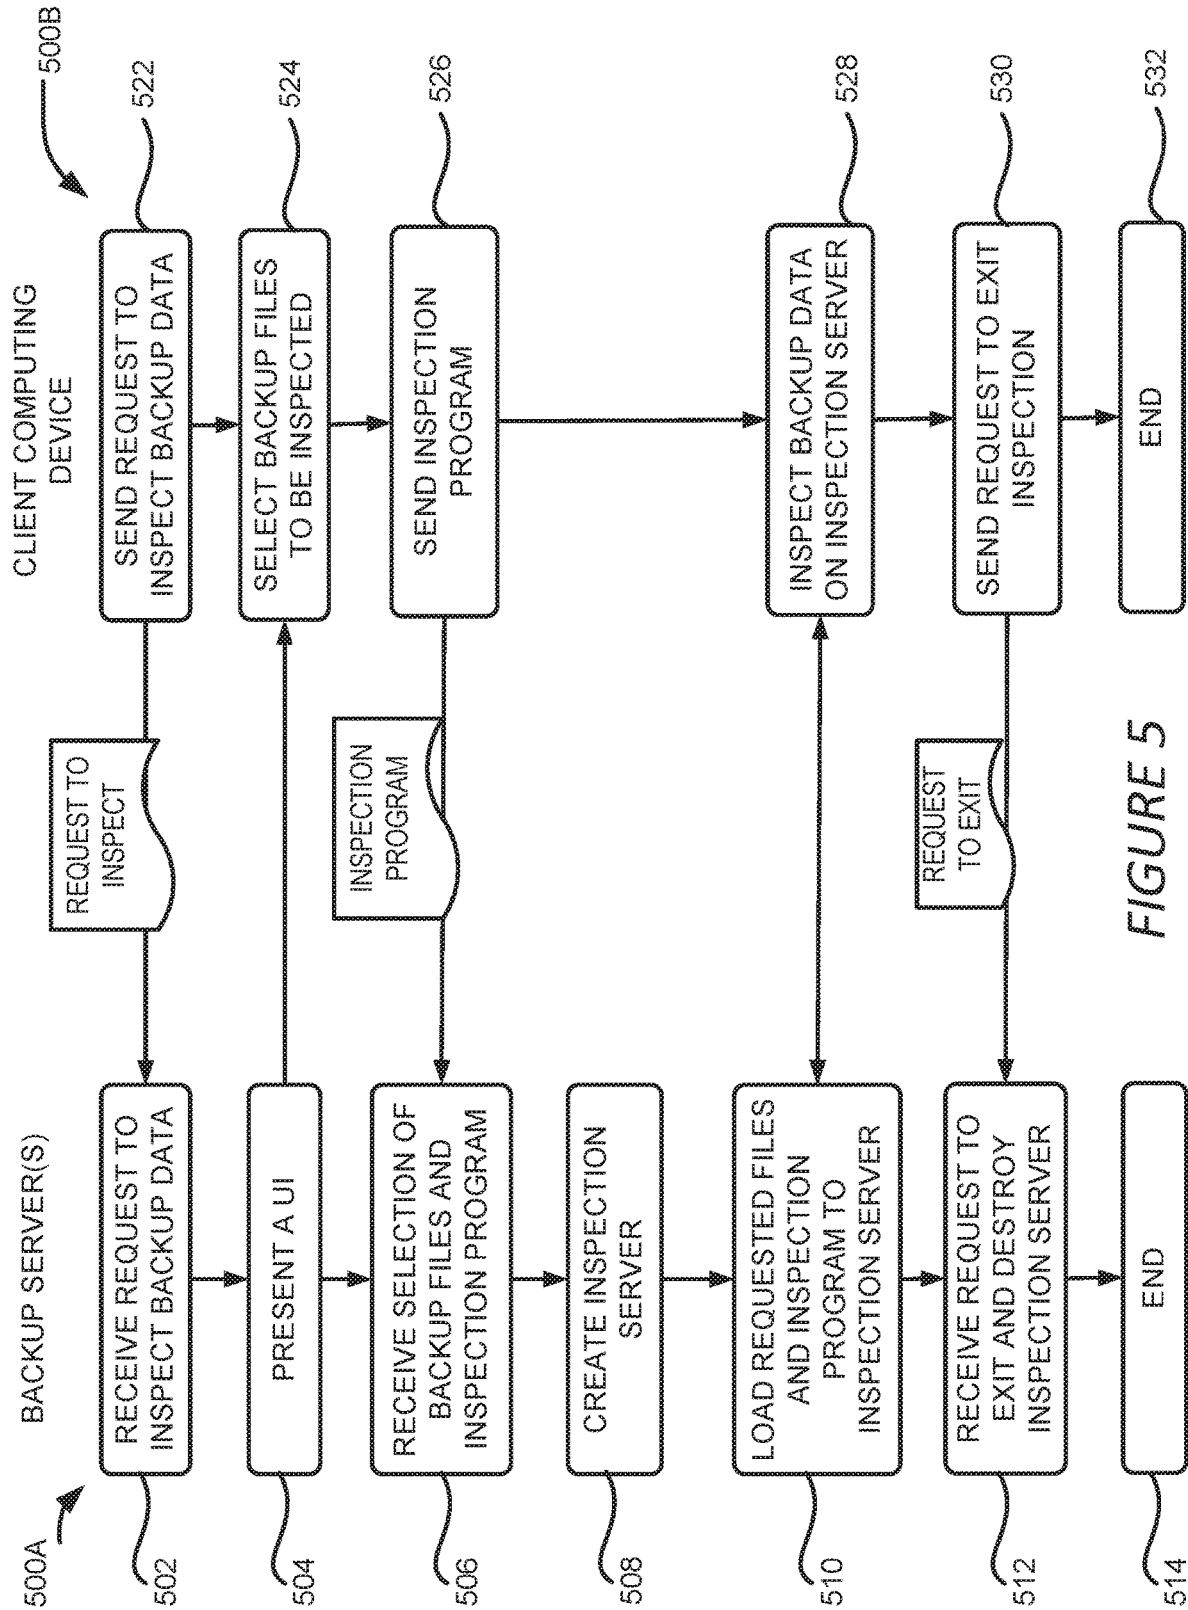 500A
BACKUP SERVER(S)
CLIENT COMPUTING
DEVICE
500B
502
RECEIVE REQUEST TO
INSPECT BACKUP DATA
REQUEST TO
INSPECT
SEND REQUEST TO
INSPECT BACKUP DATA
522
504
PRESENT A UI
SELECT BACKUP FILES
TO BE INSPECTED
524
506
RECEIVE SELECTION OF
BACKUP FILES AND
INSPECTION PROGRAM
INSPECTION
PROGRAM
SEND INSPECTION
PROGRAM
526
508
CREATE INSPECTION
SERVER
510
LOAD REQUESTED FILES
AND INSPECTION
PROGRAM TO
INSPECTION SERVER
INSPECT BACKUP DATA
ON INSPECTION SERVER
528
512
RECEIVE REQUEST TO
EXIT AND DESTROY
INSPECTION SERVER
REQUEST
TO EXIT
SEND REQUEST TO EXIT
INSPECTION
530
514
END
END
532
FIGURE 5